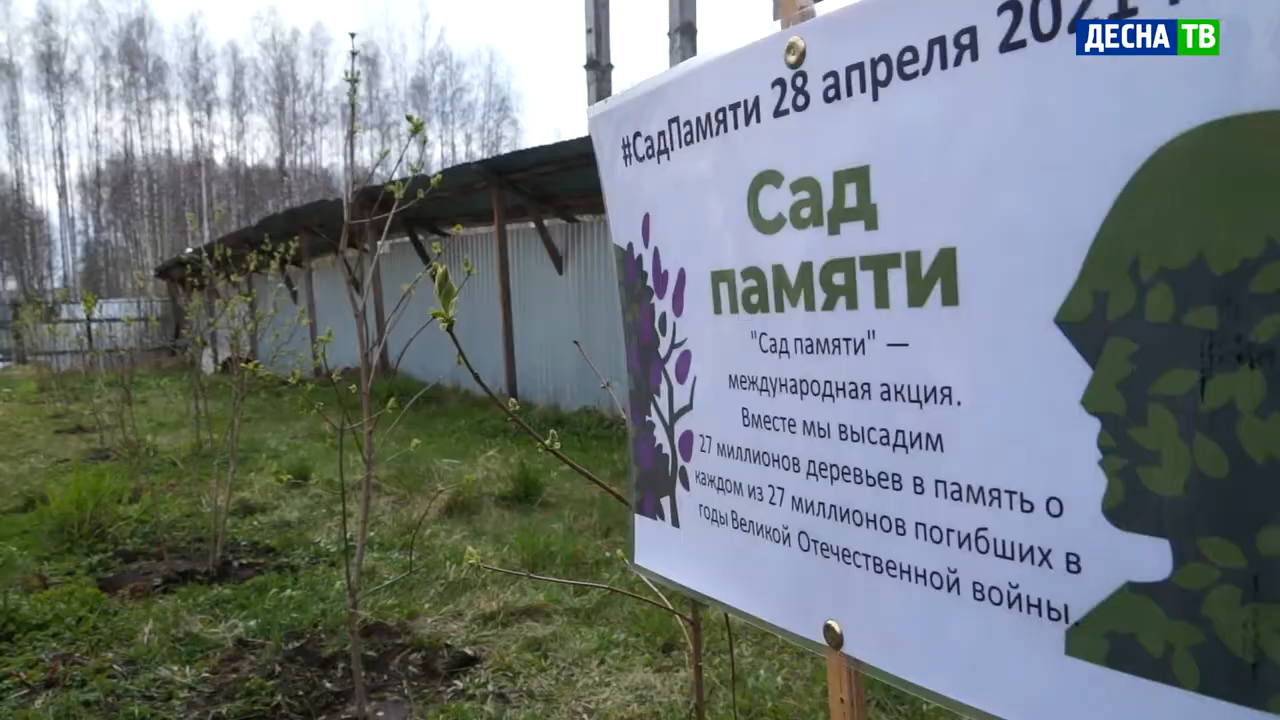 ДЕСНА ТВ
#СадПамяти 28 апреля 2021
Сад
памяти
"Сад памяти" —
международная акция.
Вместе мы высадим
27 миллионов деревьев в память о
каждом из 27 миллионов погибших в
годы Великой Отечественной войны.